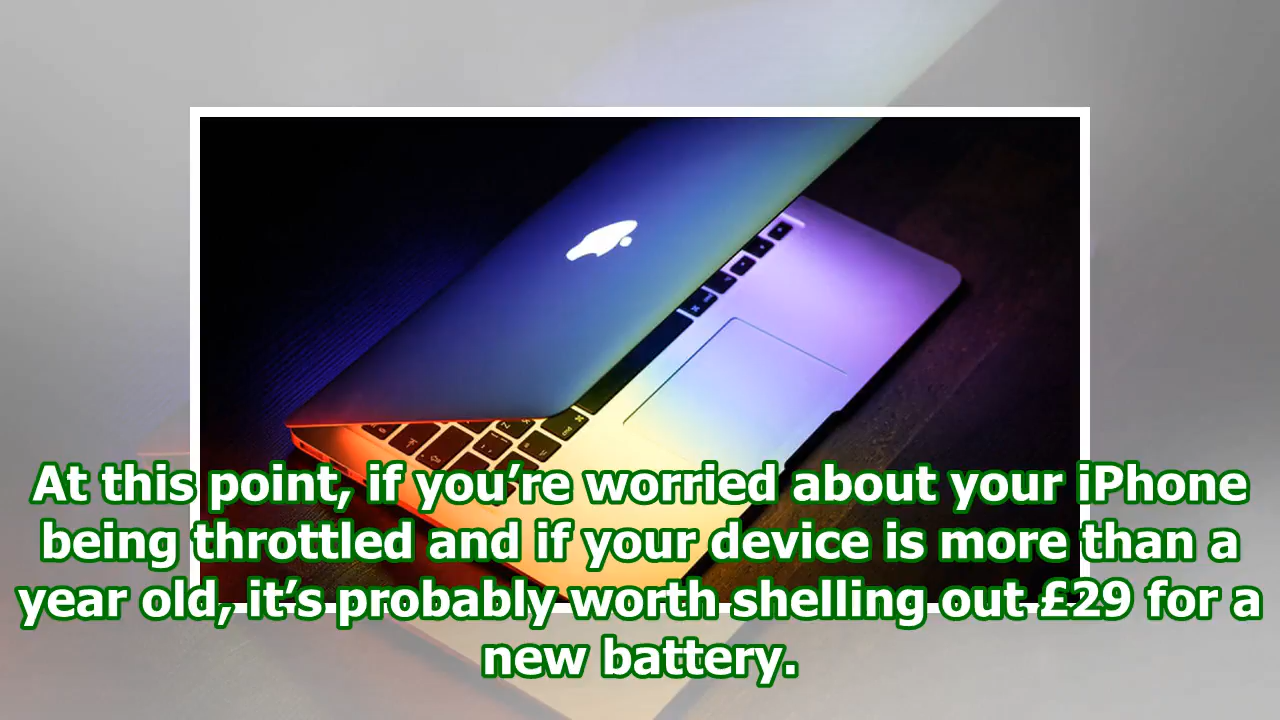 At this point, if you’re worried about your iPhone
being throttled and if your device is more than a
year old, it’s probably worth shelling out £29 for a
new battery.